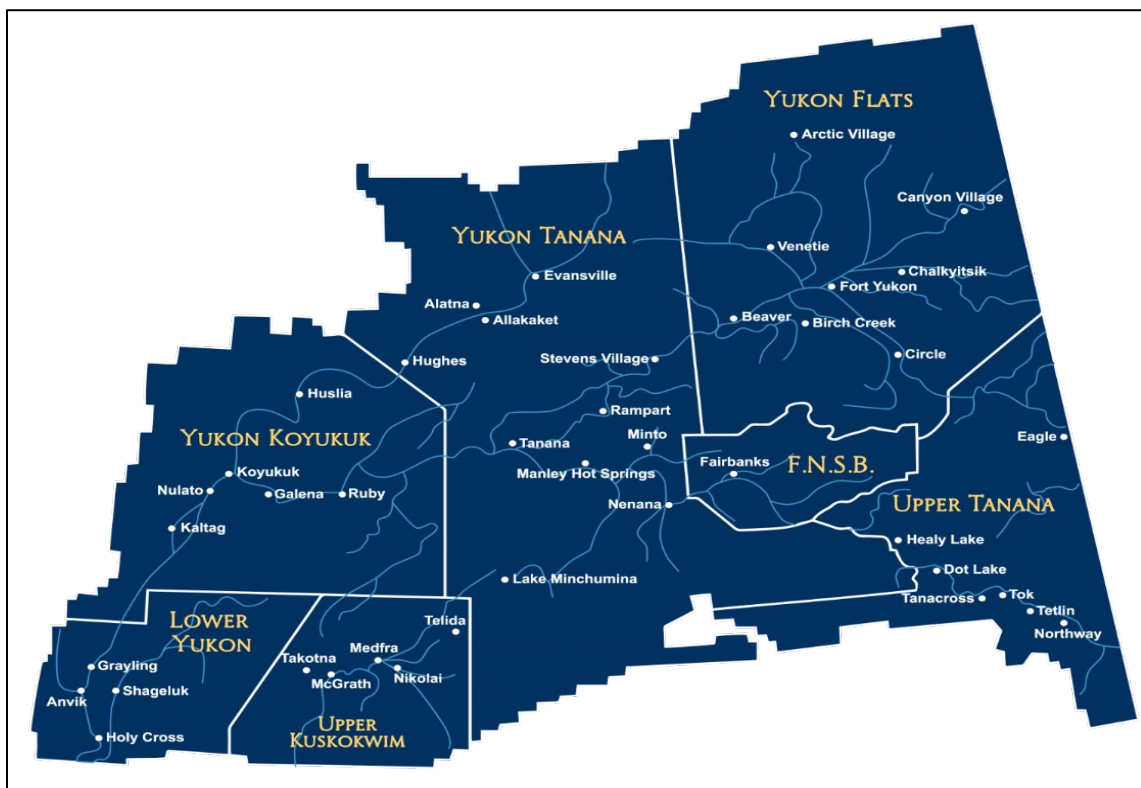 YUKON FLATS
Arctic Village
Canyon Village
YUKON TANANA
Venetie
Evansville
Chalkyitsik
Fort Yukon
Alatna
Allakaket
Beaver
Birch Creek
Hughes
Stevens Village
Circle
Huslia
Rampart
YUKON KOYUKUK
Minto
Tanana
Eagle
Fairbanks
F.N.S.B.
Manley Hot Springs
Koyukuk
Nulato
Galena
Ruby
Nenana
UPPER TANANA
Kaltag
Healy Lake
Dot Lake
Lake Minchumina
Tanacross
Tok
Tetlin
Northway
LOWER
YUKON
Telida
Medfra
Takotna
Nikolai
McGrath
Grayling
Anvik
Shageluk
UPPER
KUSKOKWIM
Holy Cross